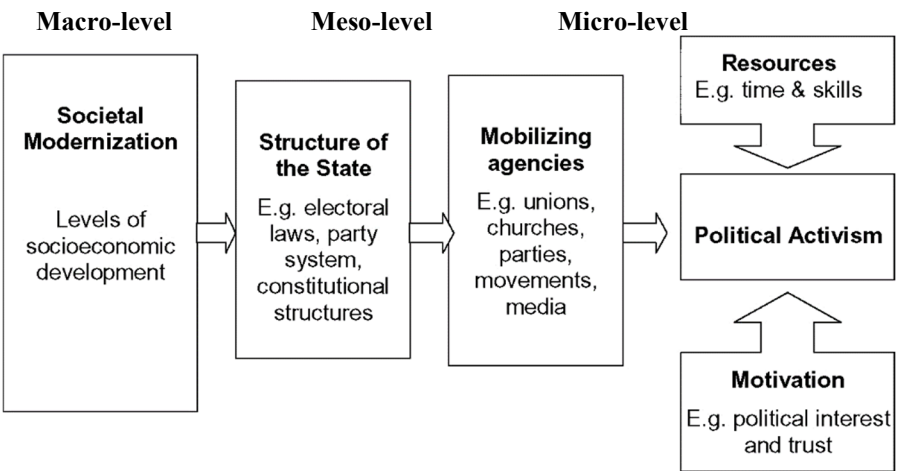 Macro-level
Meso-level
Micro-level
Societal
Modernization
Levels of
socioeconomic
development
Structure of
the State
E.g. electoral
laws, party
system,
constitutional
structures
Mobilizing
agencies
E.g. unions,
churches,
parties,
movements,
media
Resources
E.g. time & skills
Political Activism
Motivation
E.g. political interest
and trust